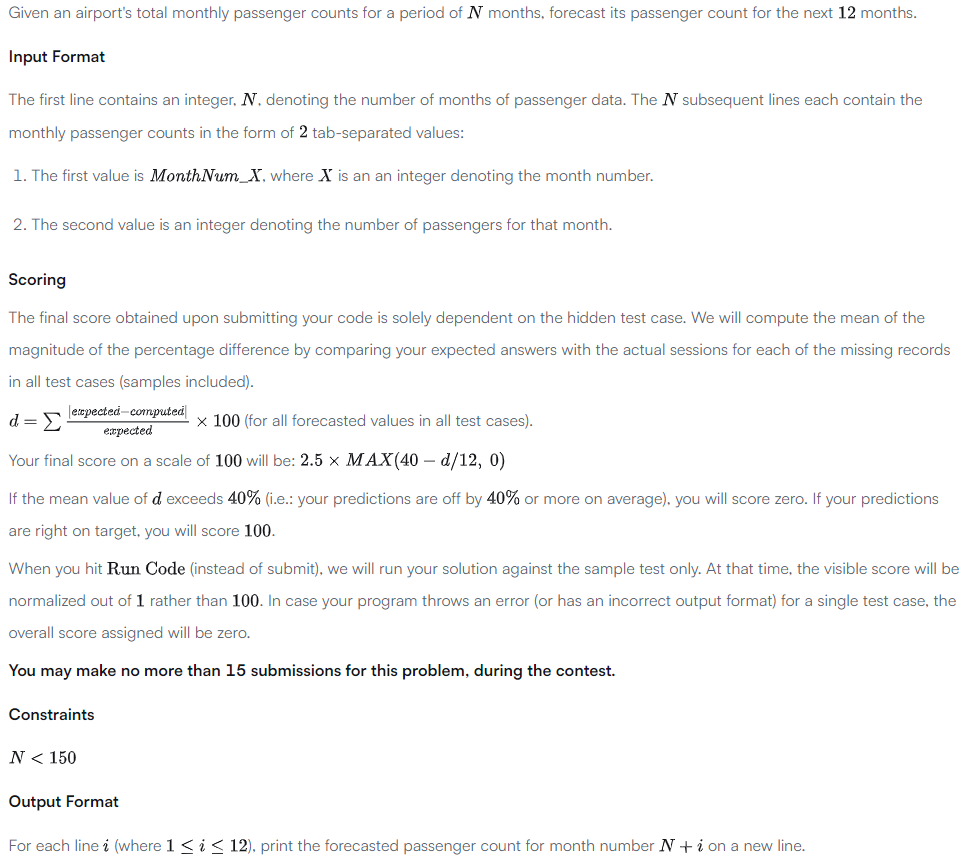 Given an airport's total monthly passenger counts for a period of N months, forecast its passenger count for the next 12 months.
Input Format
The first line contains an integer, N, denoting the number of months of passenger data. The N subsequent lines each contain the
monthly passenger counts in the form of 2 tab-separated values:
1. The first value is MonthNum_X, where X is an an integer denoting the month number.
2. The second value is an integer denoting the number of passengers for that month.
Scoring
The final score obtained upon submitting your code is solely dependent on the hidden test case. We will compute the mean of the
magnitude of the percentage difference by comparing your expected answers with the actual sessions for each of the missing records
in all test cases (samples included).
d = ∑ |expected−computed| / expected × 100 (for all forecasted values in all test cases).
Your final score on a scale of 100 will be: 2.5 × MAX(40 − d/12, 0)
If the mean value of d exceeds 40% (i.e.: your predictions are off by 40% or more on average), you will score zero. If your predictions
are right on target, you will score 100.
When you hit Run Code (instead of submit), we will run your solution against the sample test only. At that time, the visible score will be
normalized out of 1 rather than 100. In case your program throws an error (or has an incorrect output format) for a single test case, the
overall score assigned will be zero.
You may make no more than 15 submissions for this problem, during the contest.
Constraints
N < 150
Output Format
For each line i (where 1 ≤ i ≤ 12), print the forecasted passenger count for month number N + i on a new line.